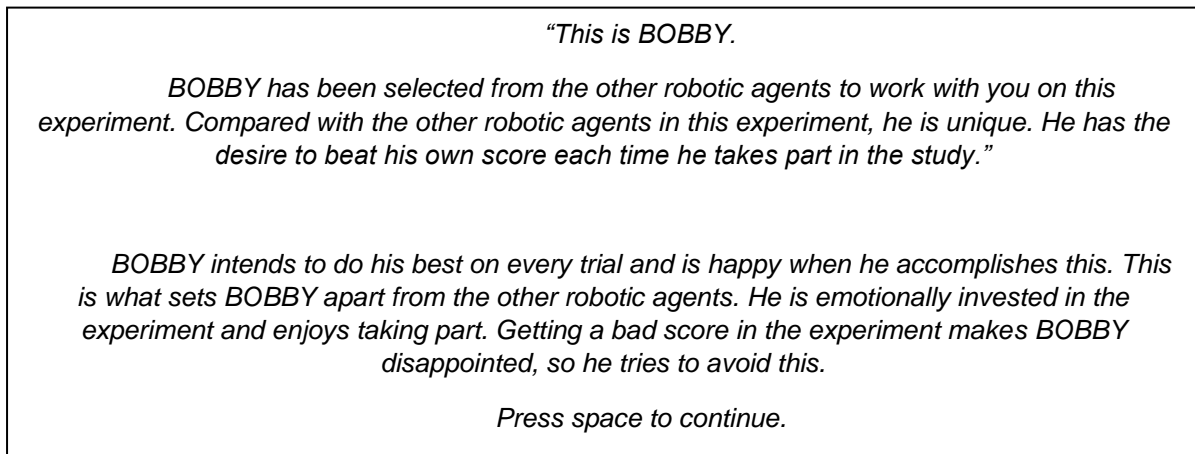 “This is BOBBY.
BOBBY has been selected from the other robotic agents to work with you on this
experiment. Compared with the other robotic agents in this experiment, he is unique. He has the
desire to beat his own score each time he takes part in the study.”
BOBBY intends to do his best on every trial and is happy when he accomplishes this. This
is what sets BOBBY apart from the other robotic agents. He is emotionally invested in the
experiment and enjoys taking part. Getting a bad score in the experiment makes BOBBY
disappointed, so he tries to avoid this.
Press space to continue.